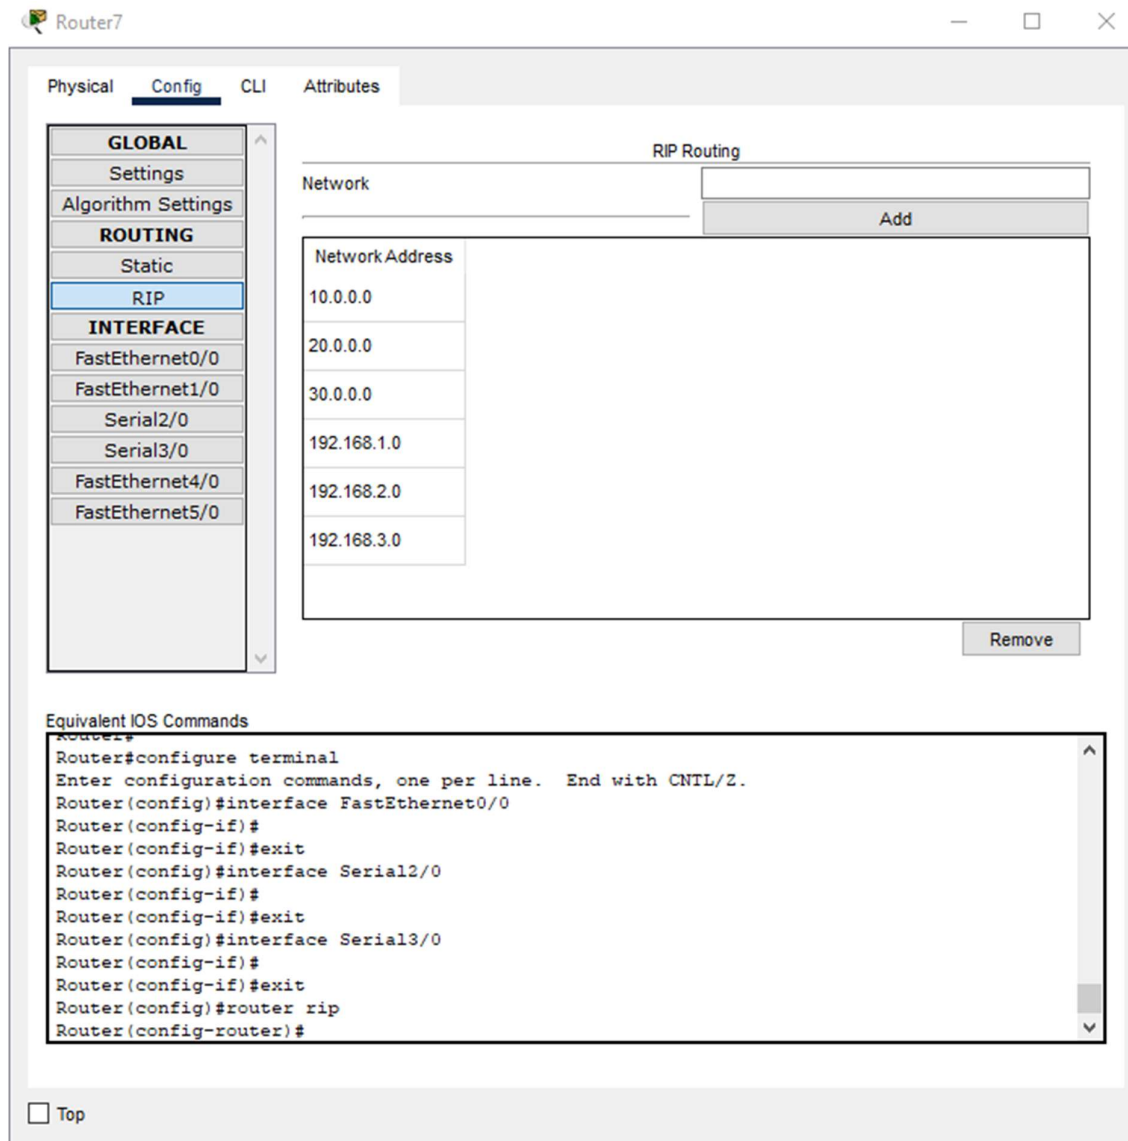 Router7
Physical Config CLI Attributes
GLOBAL
Settings
Algorithm Settings
ROUTING
Static
RIP
INTERFACE
FastEthernet0/0
FastEthernet1/0
Serial2/0
Serial3/0
FastEthernet4/0
FastEthernet5/0
RIP Routing
Network
Add
Network Address
10.0.0.0
20.0.0.0
30.0.0.0
192.168.1.0
192.168.2.0
192.168.3.0
Remove
Equivalent IOS Commands
Router#
Router#configure terminal
Enter configuration commands, one per line. End with CNTL/Z.
Router(config)#interface FastEthernet0/0
Router(config-if)#
Router(config-if)#exit
Router(config)#interface Serial2/0
Router(config-if)#
Router(config-if)#exit
Router(config)#interface Serial3/0
Router(config-if)#
Router(config-if)#exit
Router(config)#router rip
Router(config-router)#
Top